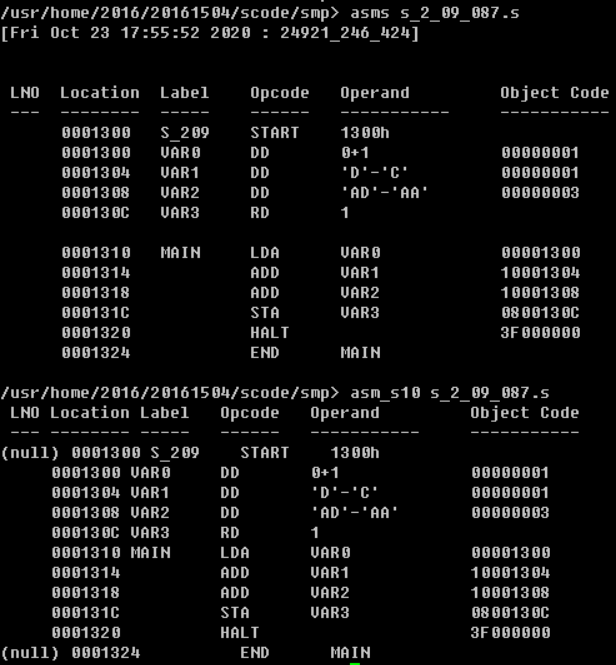 /usr/home/2016/20161504/scode/smp> asms s_2_09_087.s
[Fri Oct 23 17:55:52 2020 : 24921_246_424]
LNO Location Label Opcode Operand Object Code
--- -------- ----- ------ ----------- -----------
0001300 S_209 START 1300h
0001300 VAR0 DD 0+1 00000001
0001304 VAR1 DD 'D'-'C' 00000001
0001308 VAR2 DD 'AD'-'AA' 00000003
000130C VAR3 RD 1
0001310 MAIN LDA VAR0 00001300
0001314 ADD VAR1 10001304
0001318 ADD VAR2 10001308
000131C STA VAR3 0800130C
0001320 HALT 3F000000
0001324 END MAIN
/usr/home/2016/20161504/scode/smp> asm_s10 s_2_09_087.s
LNO Location Label Opcode Operand Object Code
--- -------- ----- ------ ----------- -----------
(null) 0001300 S_209 START 1300h
0001300 VAR0 DD 0+1 00000001
0001304 VAR1 DD 'D'-'C' 00000001
0001308 VAR2 DD 'AD'-'AA' 00000003
000130C VAR3 RD 1
0001310 MAIN LDA VAR0 00001300
0001314 ADD VAR1 10001304
0001318 ADD VAR2 10001308
000131C STA VAR3 0800130C
0001320 HALT 3F000000
(null) 0001324 END MAIN